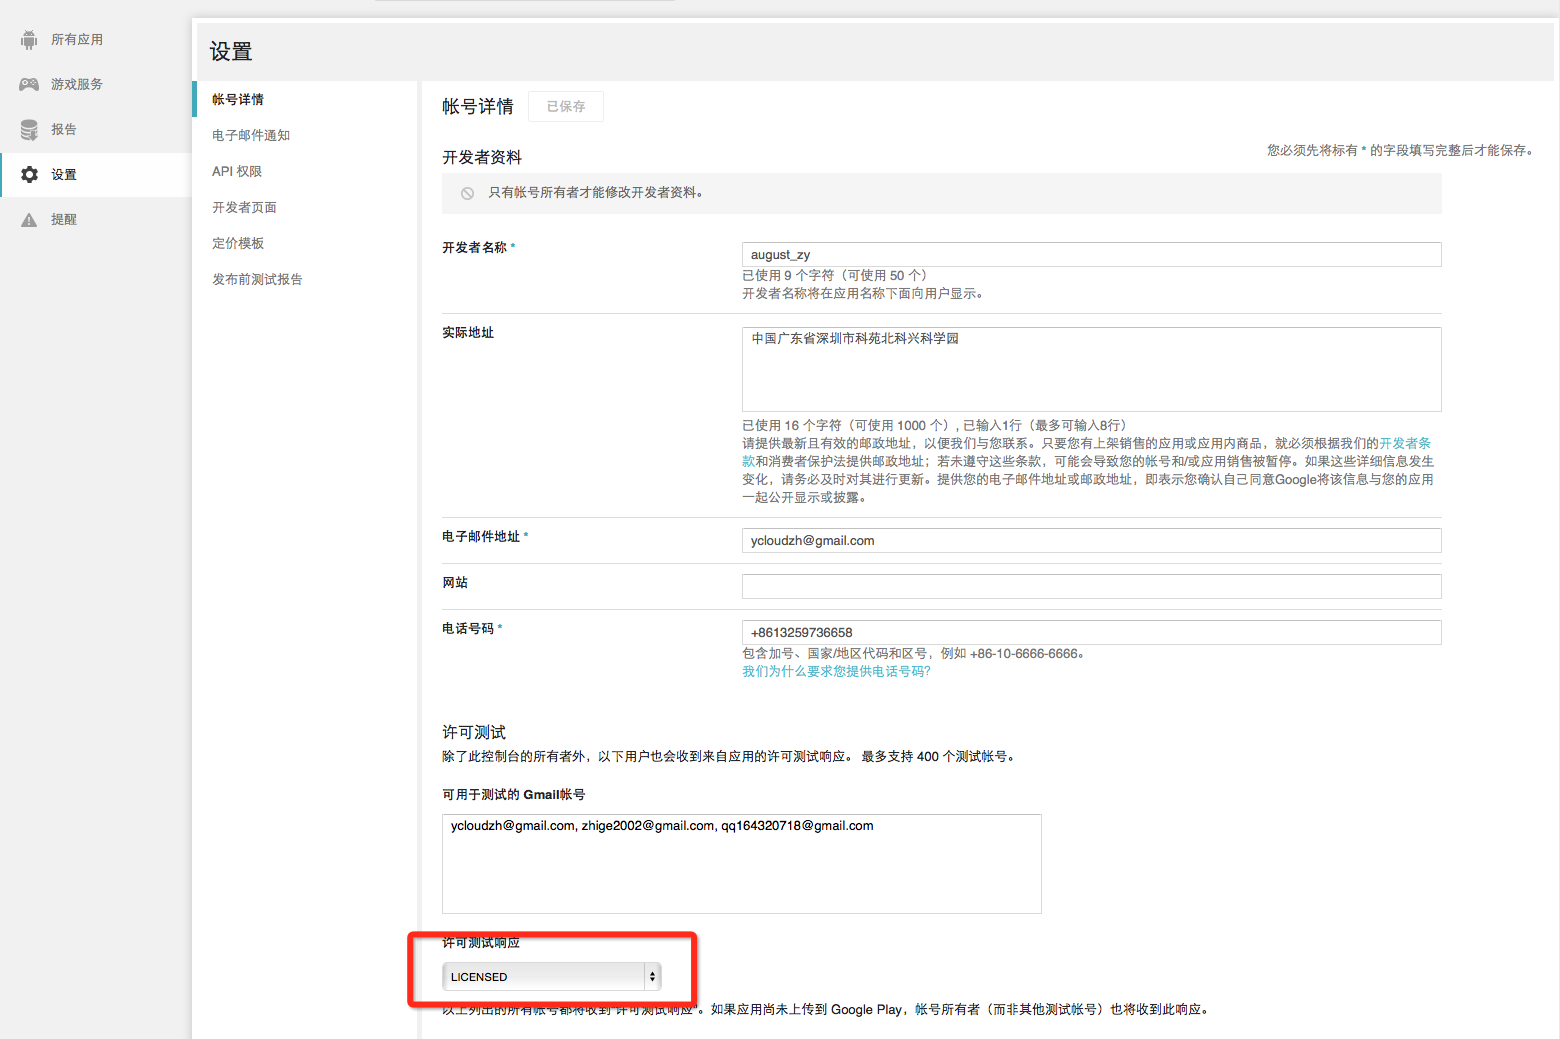 所有应用
游戏服务
报告
设置
提醒
设置
帐号详情
电子邮件通知
API 权限
开发者页面
定价模板
发布前测试报告
帐号详情 已保存
您必须先将标有 * 的字段填写完整后才能保存。
开发者资料
只有帐号所有者才能修改开发者资料。
开发者名称 *
august_zy
已使用 9 个字符（可使用 50 个）
开发者名称将在应用名称下面向用户显示。
实际地址
中国广东省深圳市科苑北科兴科学园
已使用 16 个字符（可使用 1000 个）, 已输入1行（最多可输入8行）
请提供最新且有效的邮政地址，以便我们与您联系。只要您有上架销售的应用或应用内商品，就必须根据我们的开发者条
款和消费者保护法提供邮政地址；若未遵守这些条款，可能会导致您的帐号和/或应用销售被暂停。如果这些详细信息发生
变化，请务必及时对其进行更新。提供您的电子邮件地址或邮政地址，即表示您确认自己同意Google将该信息与您的应用
一起公开显示或披露。
电子邮件地址 *
ycloudzh@gmail.com
网站
电话号码 *
+8613259736658
包含加号、国家/地区代码和区号，例如 +86-10-6666-6666。
我们为什么要求您提供电话号码?
许可测试
除了此控制台的所有者外，以下用户也会收到来自应用的许可测试响应。 最多支持 400 个测试帐号。
可用于测试的 Gmail帐号
ycloudzh@gmail.com, zhige2002@gmail.com, qq164320718@gmail.com
许可测试响应
LICENSED
以上列出的所有帐号都将收到“许可测试响应”。如果应用尚未上传到 Google Play，帐号所有者（而非其他测试帐号）也将收到此响应。